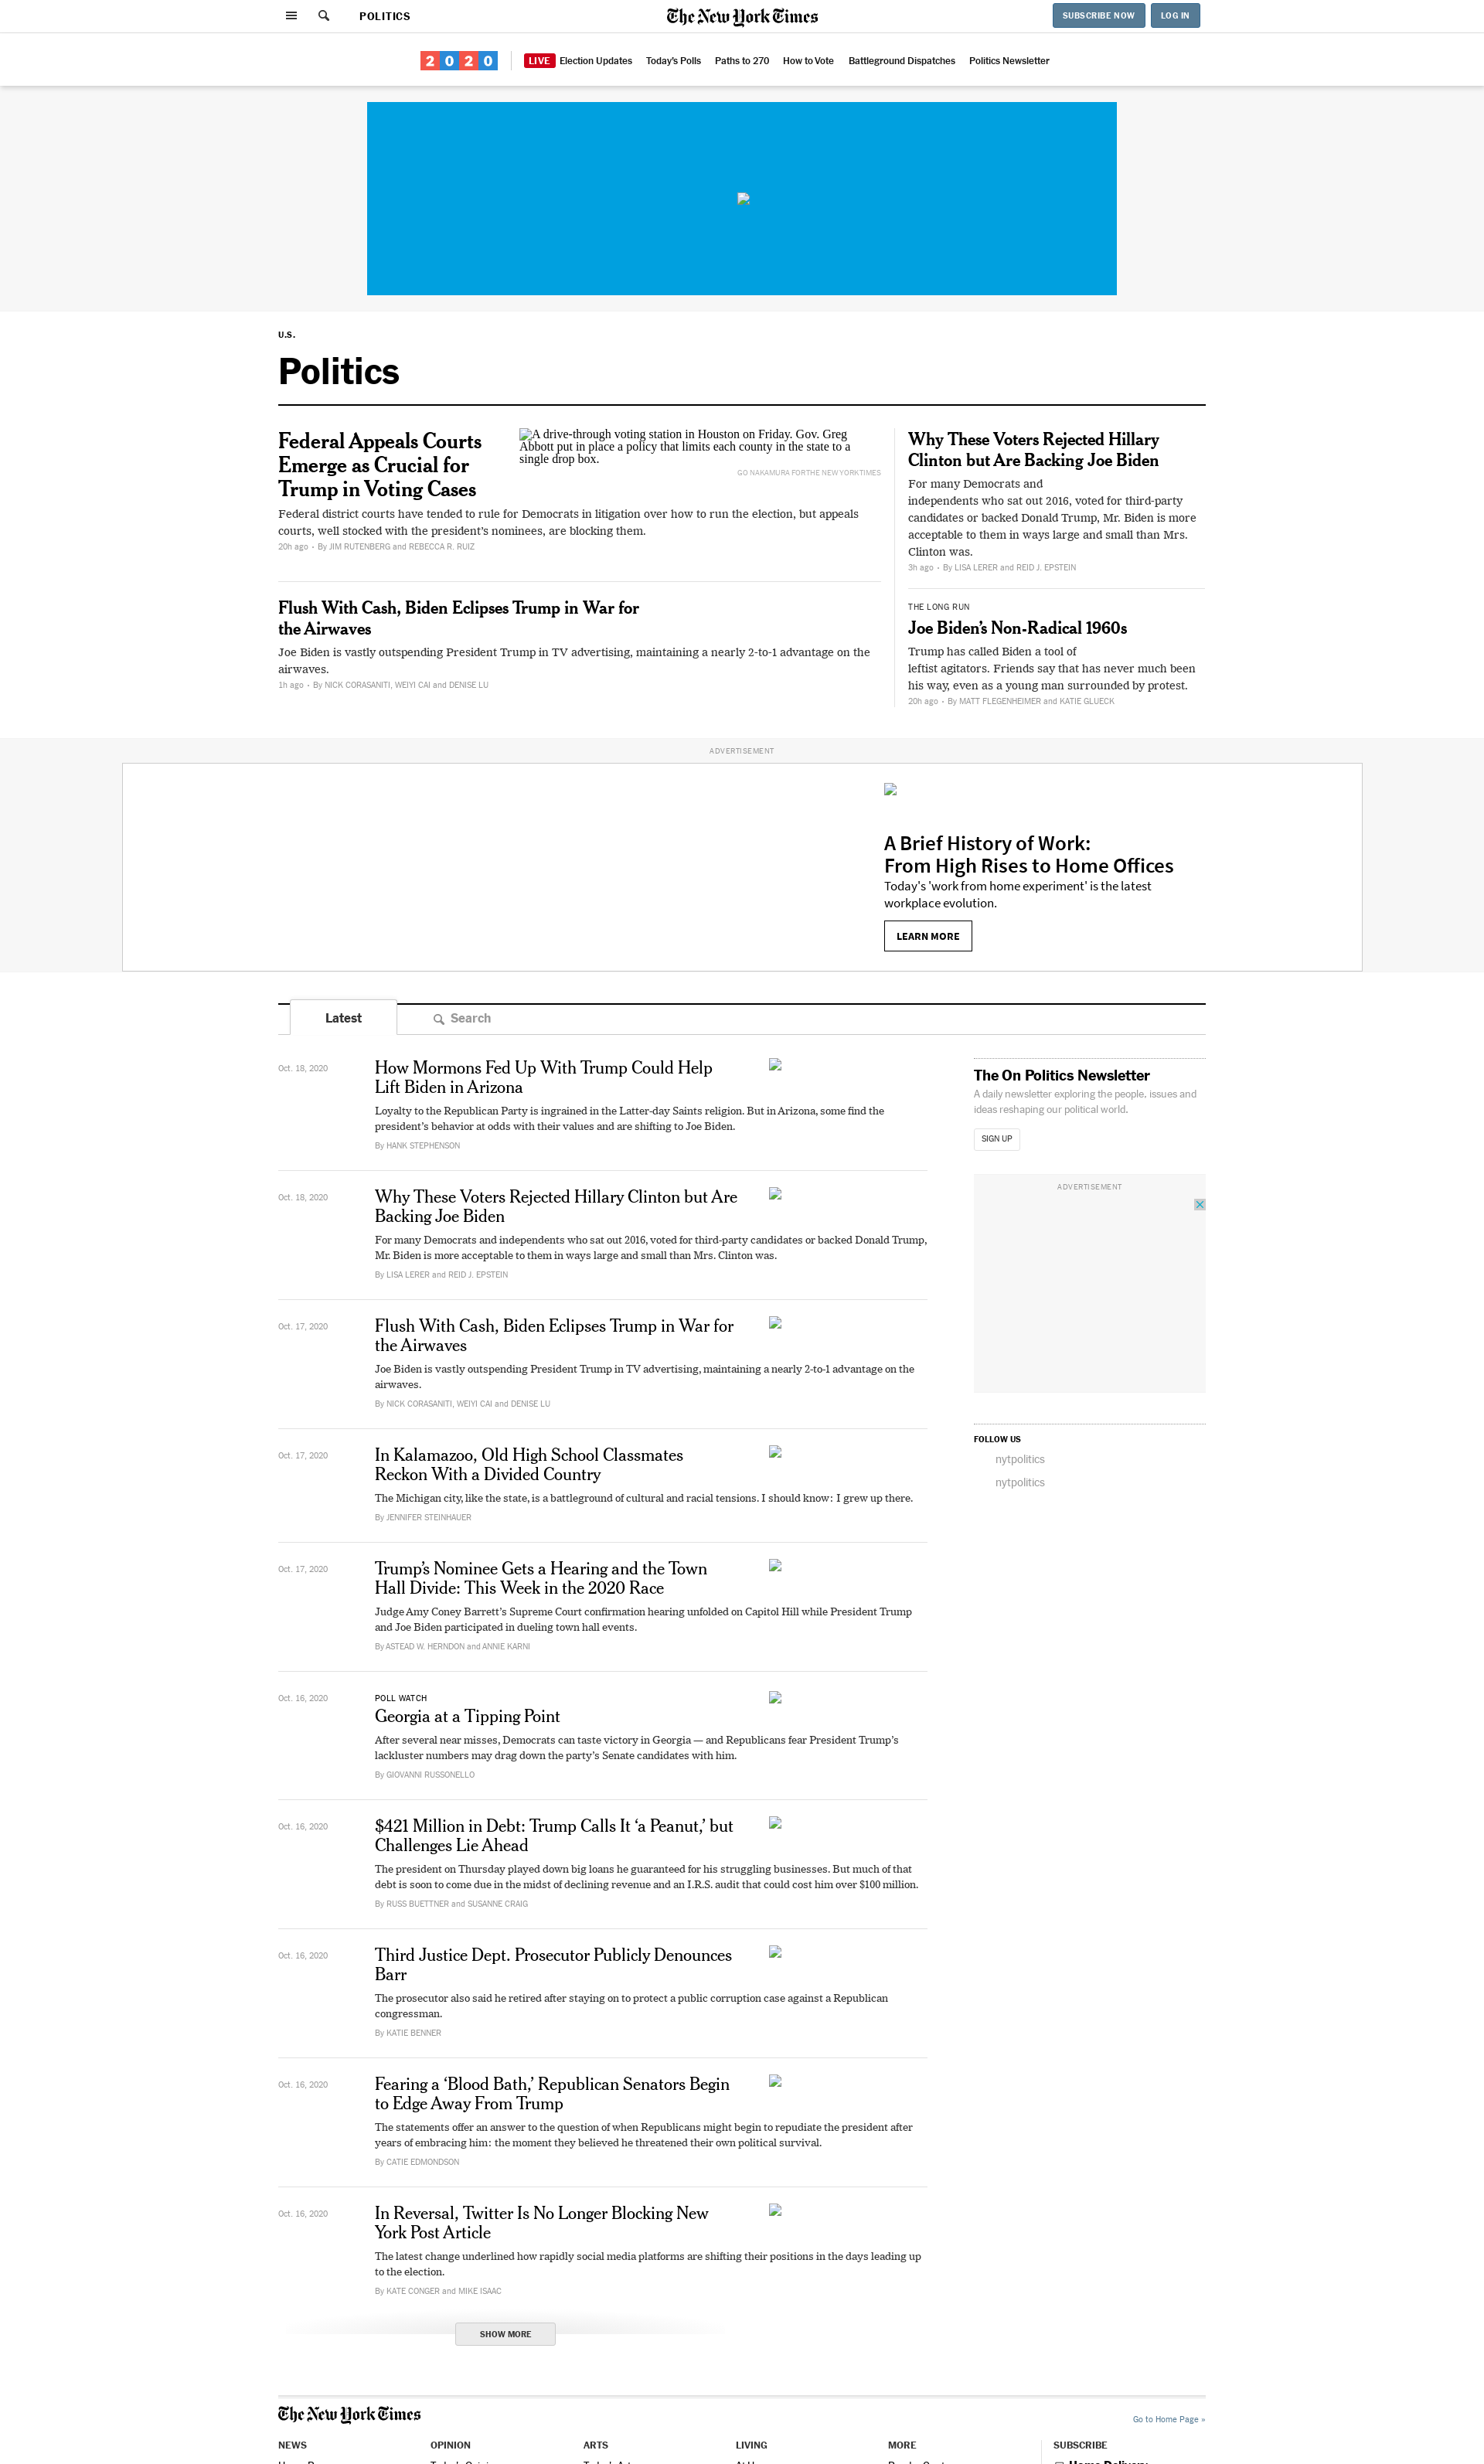 POLITICS
The New York Times
SUBSCRIBE NOW
LOG IN
2020
LIVE Election Updates
Today's Polls
Paths to 270
How to Vote
Battleground Dispatches
Politics Newsletter
U.S.
Politics
Federal Appeals Courts
Emerge as Crucial for
Trump in Voting Cases
A drive-through voting station in Houston on Friday. Gov. Greg
Abbott put in place a policy that limits each county in the state to a
single drop box.
GO NAKAMURA FOR THE NEW YORK TIMES
Federal district courts have tended to rule for Democrats in litigation over how to run the election, but appeals
courts, well stocked with the president's nominees, are blocking them.
20h ago • By JIM RUTENBERG and REBECCA R. RUIZ
Flush With Cash, Biden Eclipses Trump in War for
the Airwaves
Joe Biden is vastly outspending President Trump in TV advertising, maintaining a nearly 2-to-1 advantage on the
airwaves.
1h ago • By NICK CORASANITI, WEIYI CAI and DENISE LU
Why These Voters Rejected Hillary
Clinton but Are Backing Joe Biden
For many Democrats and
independents who sat out 2016, voted for third-party
candidates or backed Donald Trump, Mr. Biden is more
acceptable to them in ways large and small than Mrs.
Clinton was.
3h ago • By LISA LERER and REID J. EPSTEIN
THE LONG RUN
Joe Biden's Non-Radical 1960s
Trump has called Biden a tool of
leftist agitators. Friends say that has never much been
his way, even as a young man surrounded by protest.
20h ago • By MATT FLEGENHEIMER and KATIE GLUECK
ADVERTISEMENT
A Brief History of Work:
From High Rises to Home Offices
Today's 'work from home experiment' is the latest
workplace evolution.
LEARN MORE
Latest
Search
Oct. 18, 2020
How Mormons Fed Up With Trump Could Help
Lift Biden in Arizona
Loyalty to the Republican Party is ingrained in the Latter-day Saints religion. But in Arizona, some find the
president's behavior at odds with their values and are shifting to Joe Biden.
By HANK STEPHENSON
Oct. 18, 2020
Why These Voters Rejected Hillary Clinton but Are
Backing Joe Biden
For many Democrats and independents who sat out 2016, voted for third-party candidates or backed Donald Trump,
Mr. Biden is more acceptable to them in ways large and small than Mrs. Clinton was.
By LISA LERER and REID J. EPSTEIN
Oct. 17, 2020
Flush With Cash, Biden Eclipses Trump in War for
the Airwaves
Joe Biden is vastly outspending President Trump in TV advertising, maintaining a nearly 2-to-1 advantage on the
airwaves.
By NICK CORASANITI, WEIYI CAI and DENISE LU
Oct. 17, 2020
In Kalamazoo, Old High School Classmates
Reckon With a Divided Country
The Michigan city, like the state, is a battleground of cultural and racial tensions. I should know: I grew up there.
By JENNIFER STEINHAUER
Oct. 17, 2020
Trump's Nominee Gets a Hearing and the Town
Hall Divide: This Week in the 2020 Race
Judge Amy Coney Barrett's Supreme Court confirmation hearing unfolded on Capitol Hill while President Trump
and Joe Biden participated in dueling town hall events.
By ASTEAD W. HERNDON and ANNIE KARNI
Oct. 16, 2020
POLL WATCH
Georgia at a Tipping Point
After several near misses, Democrats can taste victory in Georgia — and Republicans fear President Trump's
lackluster numbers may drag down the party's Senate candidates with him.
By GIOVANNI RUSSONELLO
Oct. 16, 2020
$421 Million in Debt: Trump Calls It ‘a Peanut,’ but
Challenges Lie Ahead
The president on Thursday played down big loans he guaranteed for his struggling businesses. But much of that
debt is soon to come due in the midst of declining revenue and an I.R.S. audit that could cost him over $100 million.
By RUSS BUETTNER and SUSANNE CRAIG
Oct. 16, 2020
Third Justice Dept. Prosecutor Publicly Denounces
Barr
The prosecutor also said he retired after staying on to protect a public corruption case against a Republican
congressman.
By KATIE BENNER
Oct. 16, 2020
Fearing a ‘Blood Bath,’ Republican Senators Begin
to Edge Away From Trump
The statements offer an answer to the question of when Republicans might begin to repudiate the president after
years of embracing him: the moment they believed he threatened their own political survival.
By CATIE EDMONDSON
Oct. 16, 2020
In Reversal, Twitter Is No Longer Blocking New
York Post Article
The latest change underlined how rapidly social media platforms are shifting their positions in the days leading up
to the election.
By KATE CONGER and MIKE ISAAC
SHOW MORE
The On Politics Newsletter
A daily newsletter exploring the people, issues and
ideas reshaping our political world.
SIGN UP
ADVERTISEMENT
FOLLOW US
nytpolitics
nytpolitics
The New York Times
Go to Home Page »
NEWS
OPINION
ARTS
LIVING
MORE
SUBSCRIBE